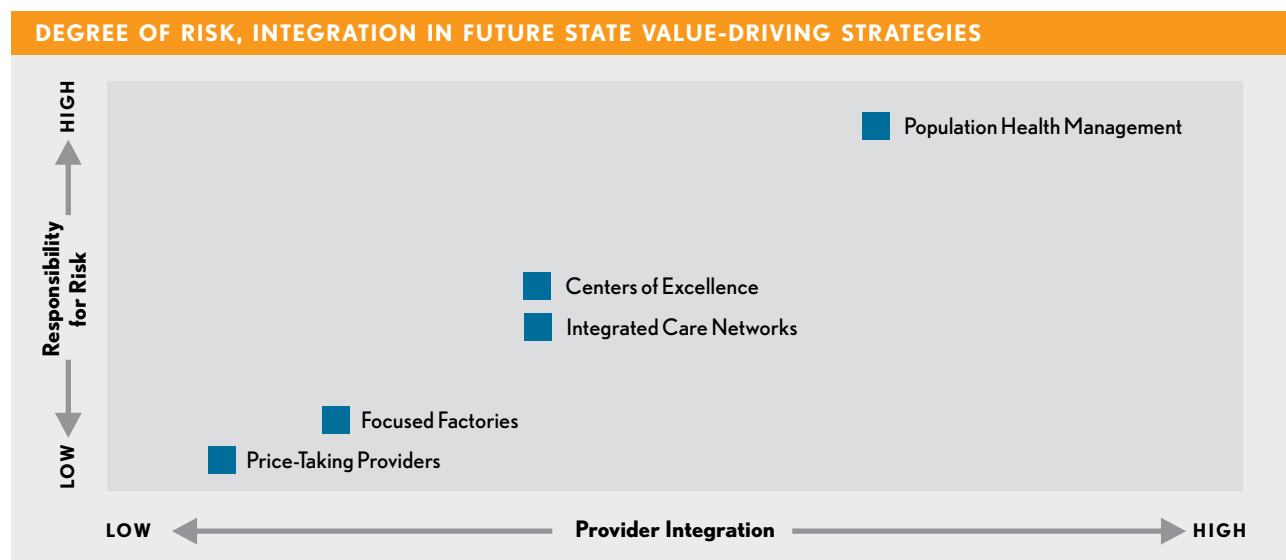 DEGREE OF RISK, INTEGRATION IN FUTURE STATE VALUE-DRIVING STRATEGIES
HIGH
Responsibility
for Risk
LOW
Population Health Management
Centers of Excellence
Integrated Care Networks
Focused Factories
Price-Taking Providers
LOW
Provider Integration
HIGH